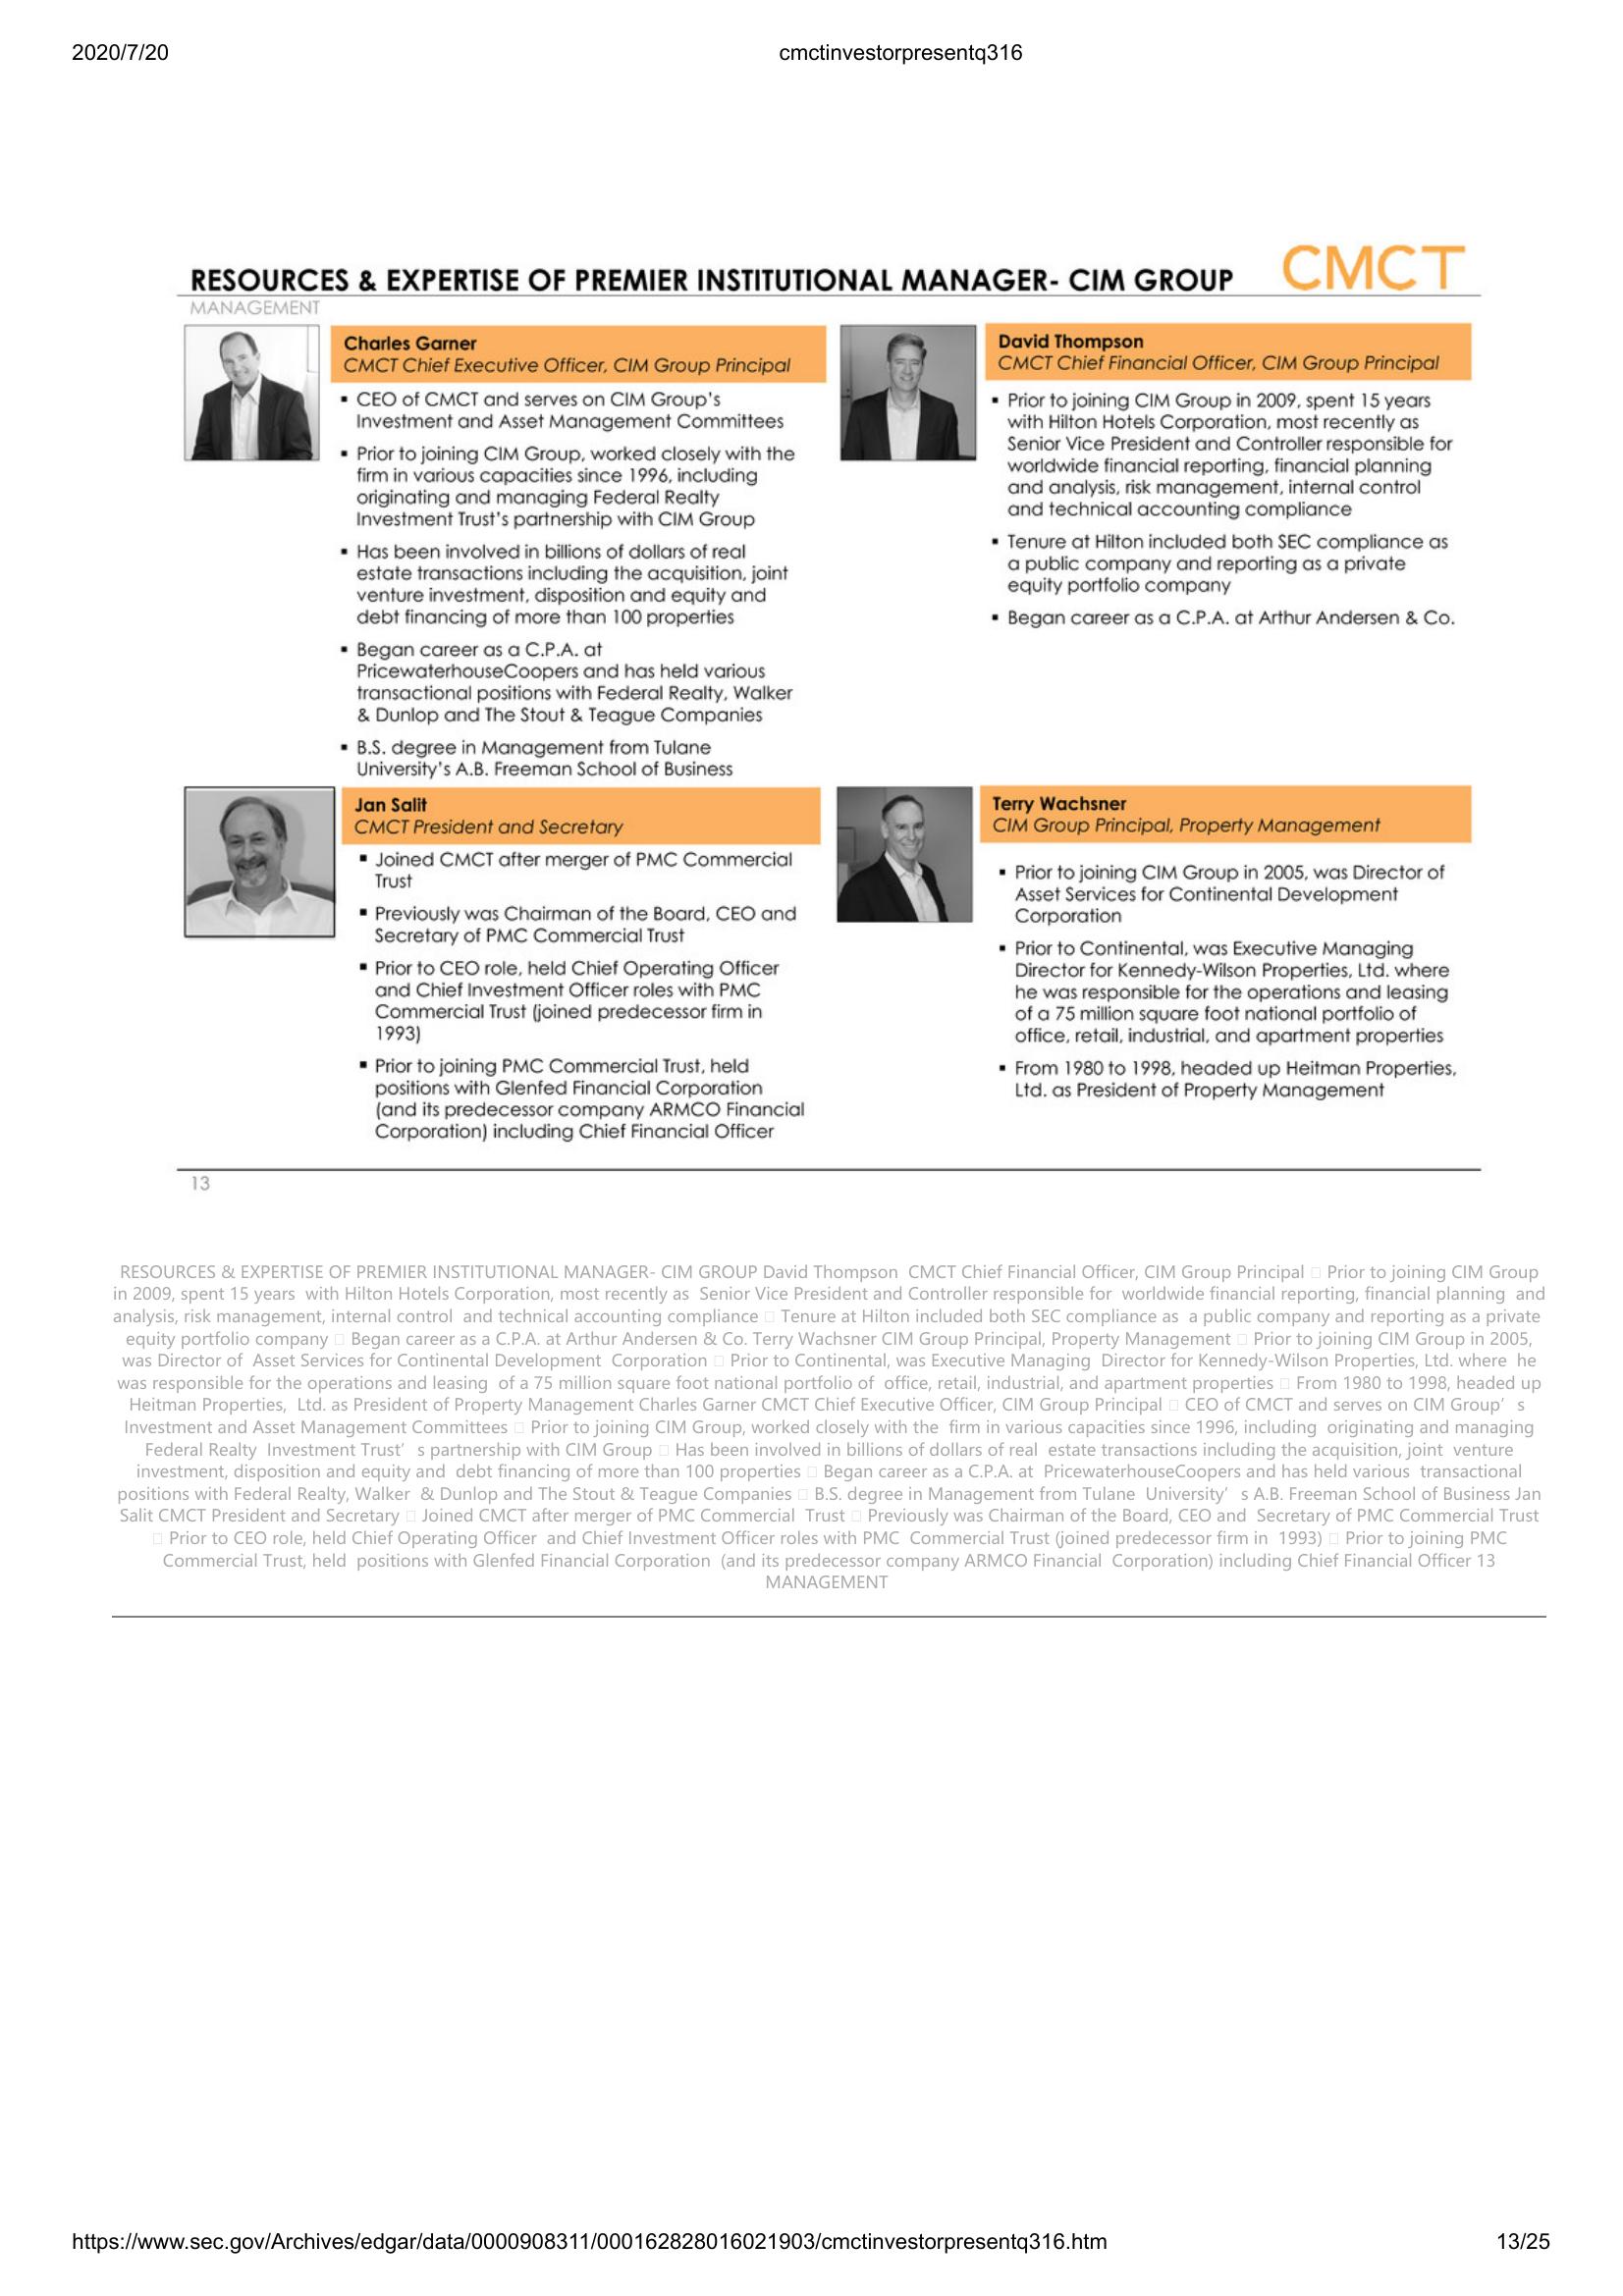 2020/7/20
cmctinvestorpresentq316
RESOURCES & EXPERTISE OF PREMIER INSTITUTIONAL MANAGER- CIM GROUP
CMCT
MANAGEMENT
Charles Garner
CMCT Chief Executive Officer, CIM Group Principal
▪ CEO of CMCT and serves on CIM Group's
Investment and Asset Management Committees
▪ Prior to joining CIM Group, worked closely with the
firm in various capacities since 1996, including
originating and managing Federal Realty
Investment Trust's partnership with CIM Group
▪ Has been involved in billions of dollars of real
estate transactions including the acquisition, joint
venture investment, disposition and equity and
debt financing of more than 100 properties
▪ Began career as a C.P.A. at
PricewaterhouseCoopers and has held various
transactional positions with Federal Realty, Walker
& Dunlop and The Stout & Teague Companies
▪ B.S. degree in Management from Tulane
University's A.B. Freeman School of Business
David Thompson
CMCT Chief Financial Officer, CIM Group Principal
▪ Prior to joining CIM Group in 2009, spent 15 years
with Hilton Hotels Corporation, most recently as
Senior Vice President and Controller responsible for
worldwide financial reporting, financial planning
and analysis, risk management, internal control
and technical accounting compliance
▪ Tenure at Hilton included both SEC compliance as
a public company and reporting as a private
equity portfolio company
▪ Began career as a C.P.A. at Arthur Andersen & Co.
Jan Salit
CMCT President and Secretary
▪ Joined CMCT after merger of PMC Commercial
Trust
▪ Previously was Chairman of the Board, CEO and
Secretary of PMC Commercial Trust
▪ Prior to CEO role, held Chief Operating Officer
and Chief Investment Officer roles with PMC
Commercial Trust (joined predecessor firm in
1993)
▪ Prior to joining PMC Commercial Trust, held
positions with Glenfed Financial Corporation
(and its predecessor company ARMCO Financial
Corporation) including Chief Financial Officer
Terry Wachsner
CIM Group Principal, Property Management
▪ Prior to joining CIM Group in 2005, was Director of
Asset Services for Continental Development
Corporation
▪ Prior to Continental, was Executive Managing
Director for Kennedy-Wilson Properties, Ltd. where
he was responsible for the operations and leasing
of a 75 million square foot national portfolio of
office, retail, industrial, and apartment properties
▪ From 1980 to 1998, headed up Heitman Properties,
Ltd. as President of Property Management
13
RESOURCES & EXPERTISE OF PREMIER INSTITUTIONAL MANAGER- CIM GROUP David Thompson CMCT Chief Financial Officer, CIM Group Principal □ Prior to joining CIM Group
in 2009, spent 15 years with Hilton Hotels Corporation, most recently as Senior Vice President and Controller responsible for worldwide financial reporting, financial planning and
analysis, risk management, internal control and technical accounting compliance □ Tenure at Hilton included both SEC compliance as a public company and reporting as a private
equity portfolio company □ Began career as a C.P.A. at Arthur Andersen & Co. Terry Wachsner CIM Group Principal, Property Management □ Prior to joining CIM Group in 2005,
was Director of Asset Services for Continental Development Corporation □ Prior to Continental, was Executive Managing Director for Kennedy-Wilson Properties, Ltd. where he
was responsible for the operations and leasing of a 75 million square foot national portfolio of office, retail, industrial, and apartment properties □ From 1980 to 1998, headed up
Heitman Properties, Ltd. as President of Property Management Charles Garner CMCT Chief Executive Officer, CIM Group Principal □ CEO of CMCT and serves on CIM Group's
Investment and Asset Management Committees □ Prior to joining CIM Group, worked closely with the firm in various capacities since 1996, including originating and managing
Federal Realty Investment Trust's partnership with CIM Group □ Has been involved in billions of dollars of real estate transactions including the acquisition, joint venture
investment, disposition and equity and debt financing of more than 100 properties □ Began career as a C.P.A. at PricewaterhouseCoopers and has held various transactional
positions with Federal Realty, Walker & Dunlop and The Stout & Teague Companies □ B.S. degree in Management from Tulane University's A.B. Freeman School of Business Jan
Salit CMCT President and Secretary □ Joined CMCT after merger of PMC Commercial Trust □ Previously was Chairman of the Board, CEO and Secretary of PMC Commercial Trust
□ Prior to CEO role, held Chief Operating Officer and Chief Investment Officer roles with PMC Commercial Trust (joined predecessor firm in 1993) □ Prior to joining PMC
Commercial Trust, held positions with Glenfed Financial Corporation (and its predecessor company ARMCO Financial Corporation) including Chief Financial Officer 13
MANAGEMENT
https://www.sec.gov/Archives/edgar/data/0000908311/000162828016021903/cmctinvestorpresentq316.htm
13/25